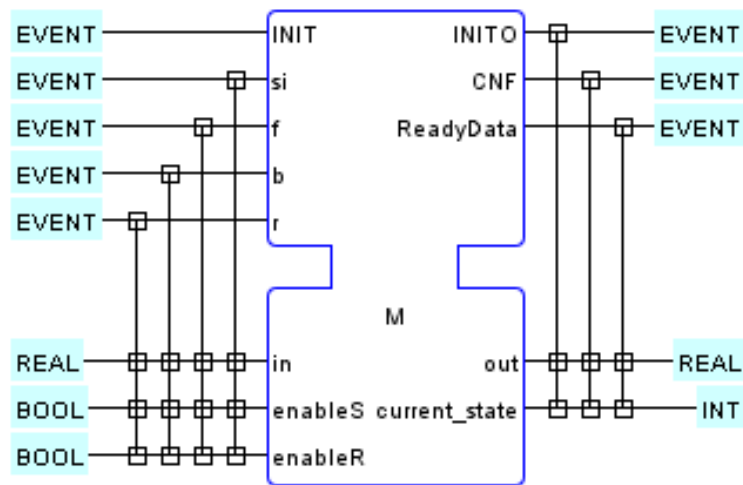 EVENT INIT INITO EVENT
EVENT si CNF EVENT
EVENT f ReadyData EVENT
EVENT b
EVENT r
M
REAL in out REAL
BOOL enableS current_state INT
BOOL enableR